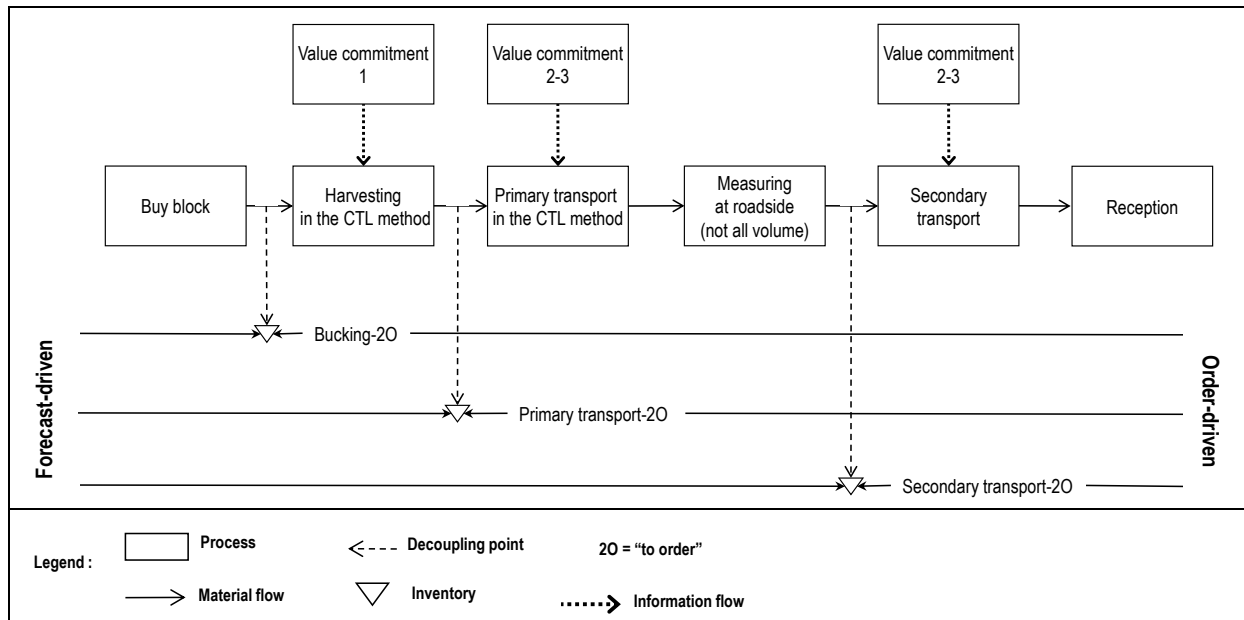 Value commitment
1
Value commitment
2-3
Value commitment
2-3
Buy block
Harvesting
in the CTL method
Primary transport
in the CTL method
Measuring
at roadside
(not all volume)
Secondary
transport
Reception
Forecast-driven
Bucking-2O
Primary transport-2O
Secondary transport-2O
Order-driven
Legend :
Process
Decoupling point
2O = “to order”
Material flow
Inventory
Information flow